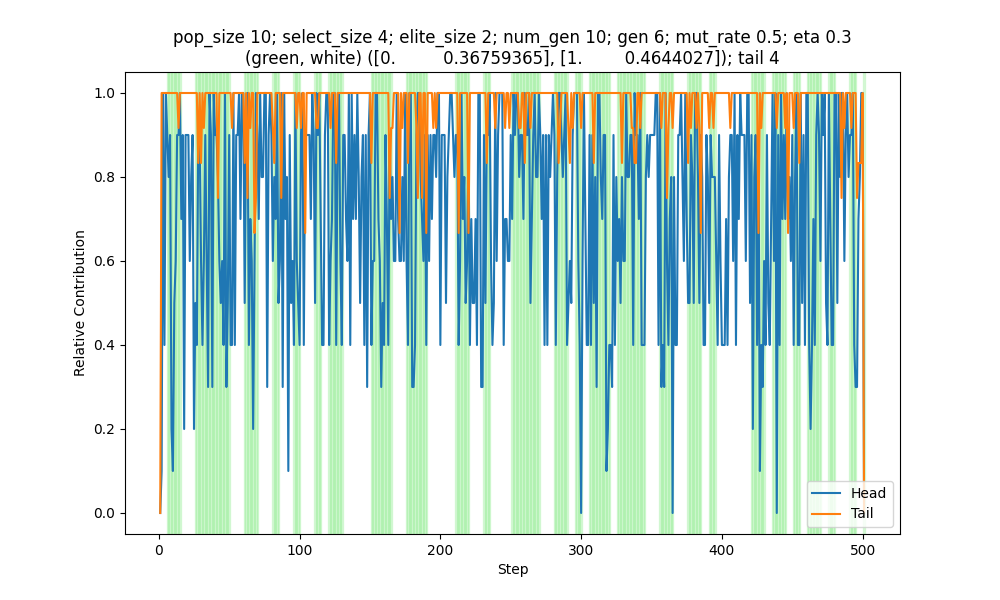 pop_size 10; select_size 4; elite_size 2; num_gen 10; gen 6; mut_rate 0.5; eta 0.3
(green, white) ([0.         0.36759365], [1.        0.4644027]); tail 4
1.0
0.8
0.6
0.4
0.2
0.0
Relative Contribution
0
100
200
300
400
500
Step
Head
Tail